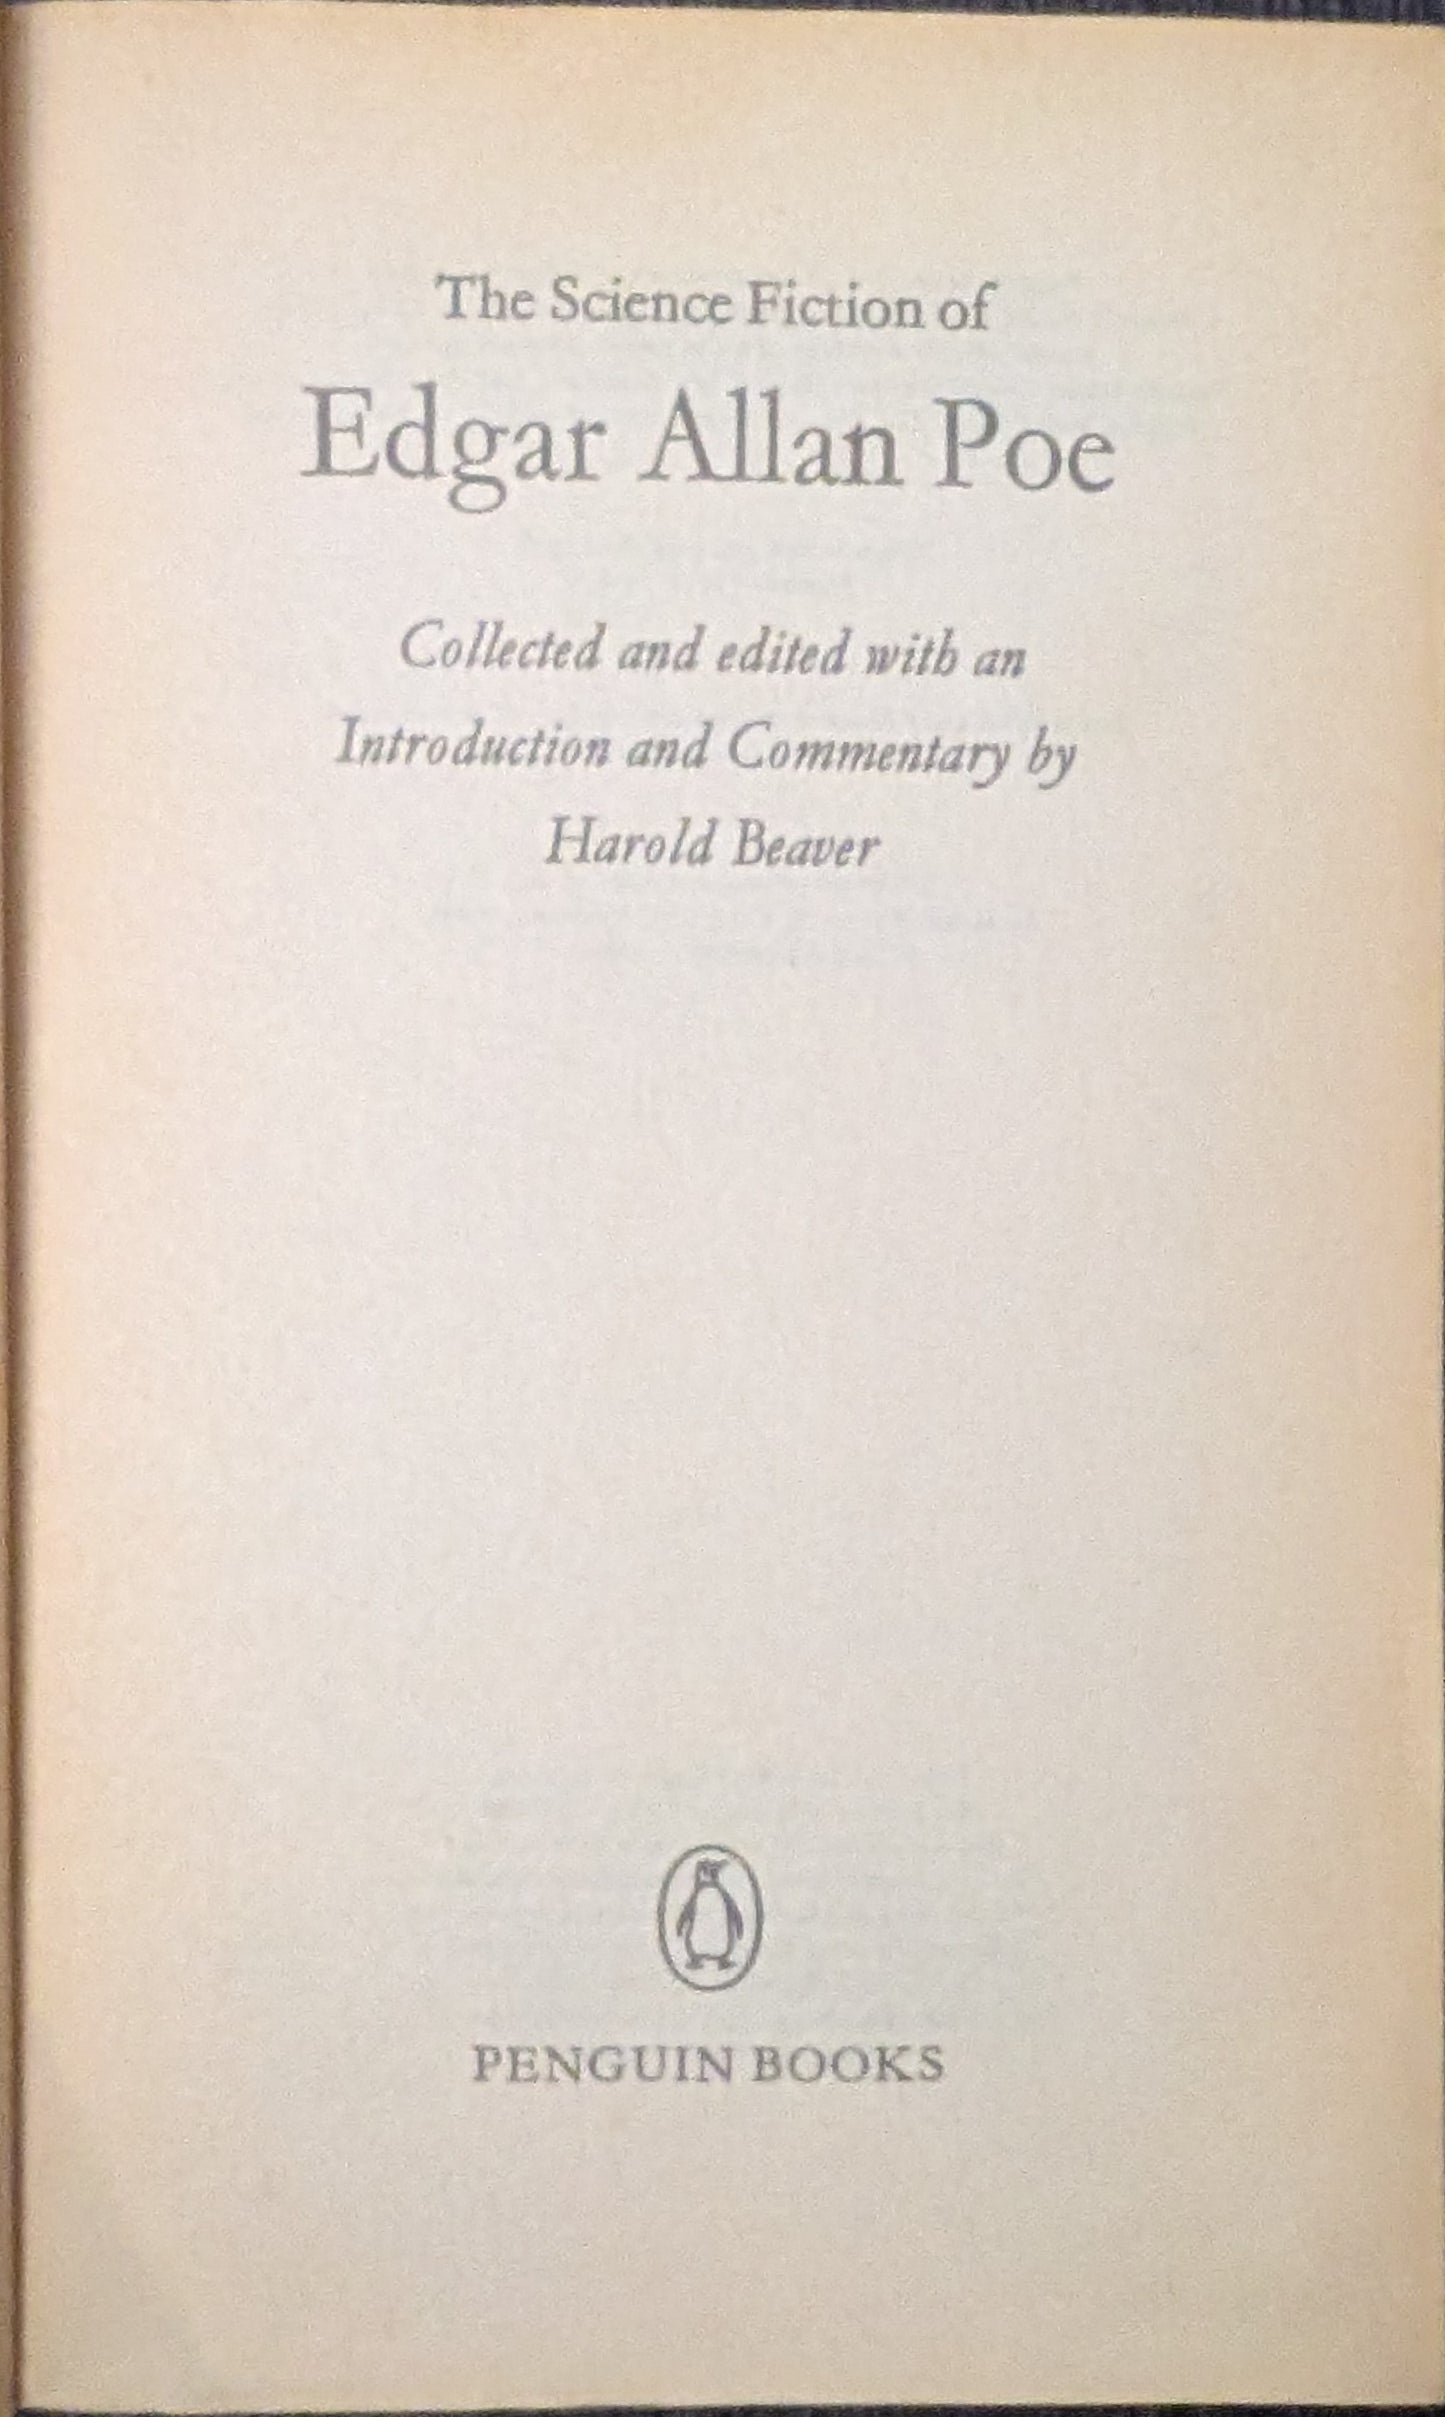 The Science Fiction of
Edgar Allan Poe
Collected and edited with an
Introduction and Commentary by
Harold Beaver
PENGUIN BOOKS